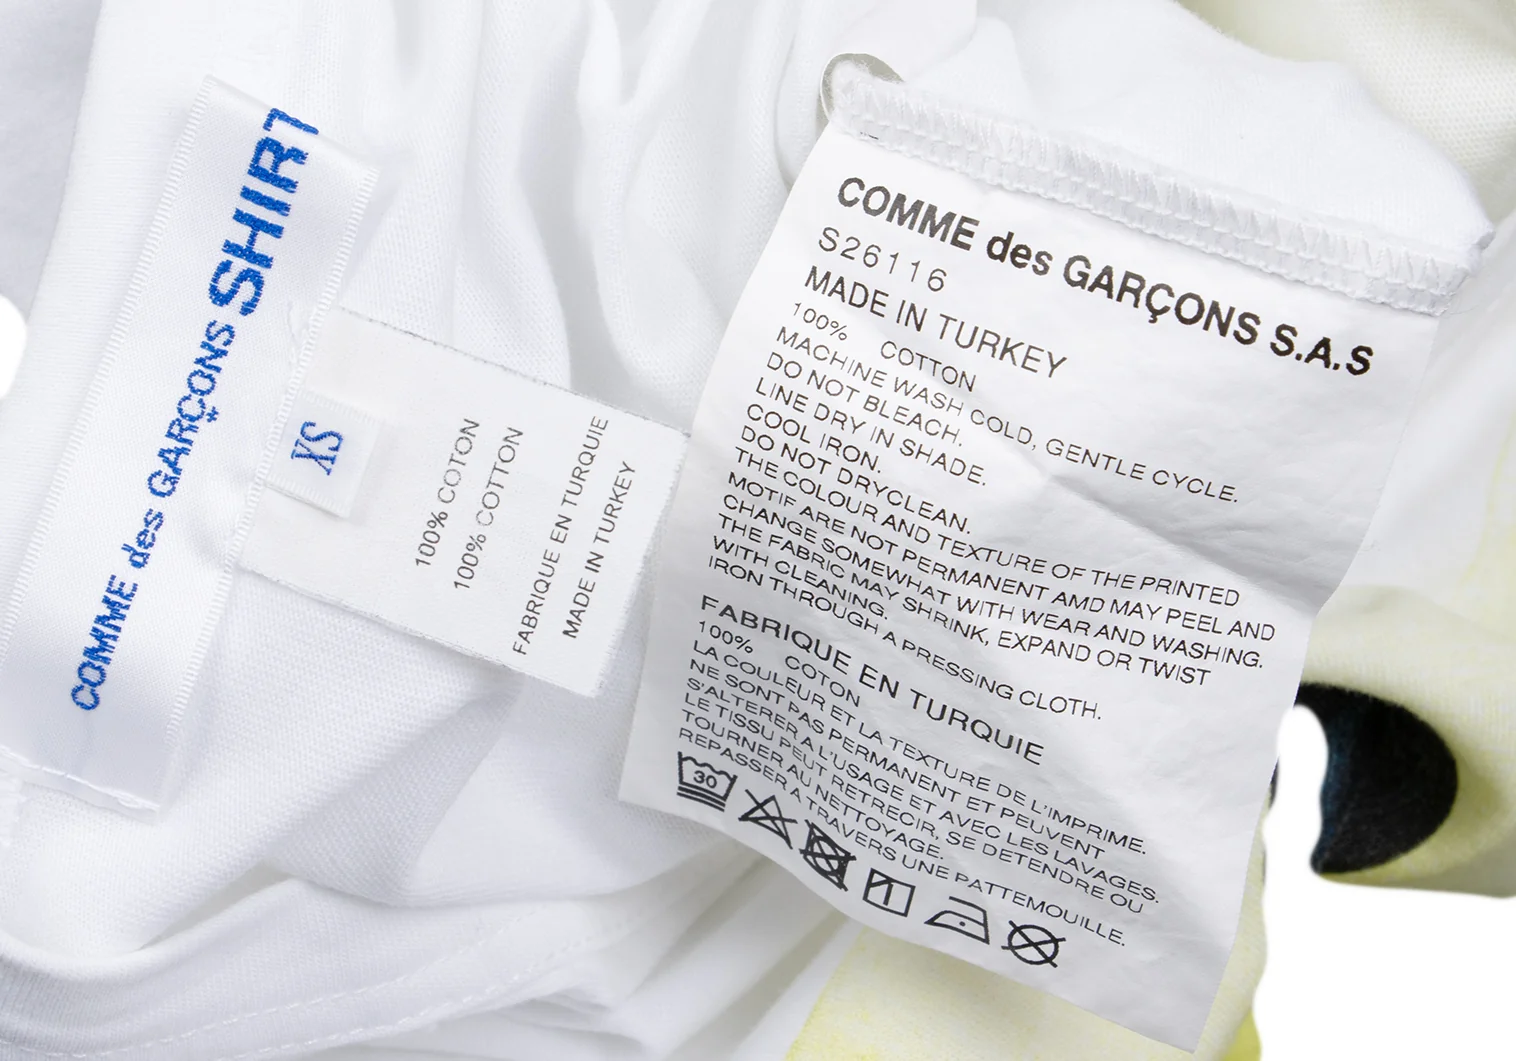 COMME des GARÇONS SHIRT
XS
100% COTON
100% COTTON
FABRIQUE EN TURQUIE
MADE IN TURKEY
COMME des GARÇONS S.A.S
S26116
MADE IN TURKEY
100% COTTON
MACHINE WASH COLD, GENTLE CYCLE.
DO NOT BLEACH.
LINE DRY IN SHADE.
COOL IRON.
DO NOT DRYCLEAN.
THE COLOUR AND TEXTURE OF THE PRINTED
MOTIF ARE NOT PERMANENT AMD MAY PEEL AND
CHANGE SOMEWHAT WITH WEAR AND WASHING.
THE FABRIC MAY SHRINK, EXPAND OR TWIST
WITH CLEANING.
IRON THROUGH A PRESSING CLOTH.
FABRIQUE EN TURQUIE
100% COTON
LA COULEUR ET LA TEXTURE DE L'IMPRIME.
NE SONT PAS PERMANENT ET PEUVENT
S'ALTERER A L'USAGE ET AVEC LES LAVAGES.
LE TISSU PEUT RETRECIR, SE DETENDRE OU
TOURNER AU NETTOYAGE.
REPASSER A TRAVERS UNE PATTEMOUILLE.
30